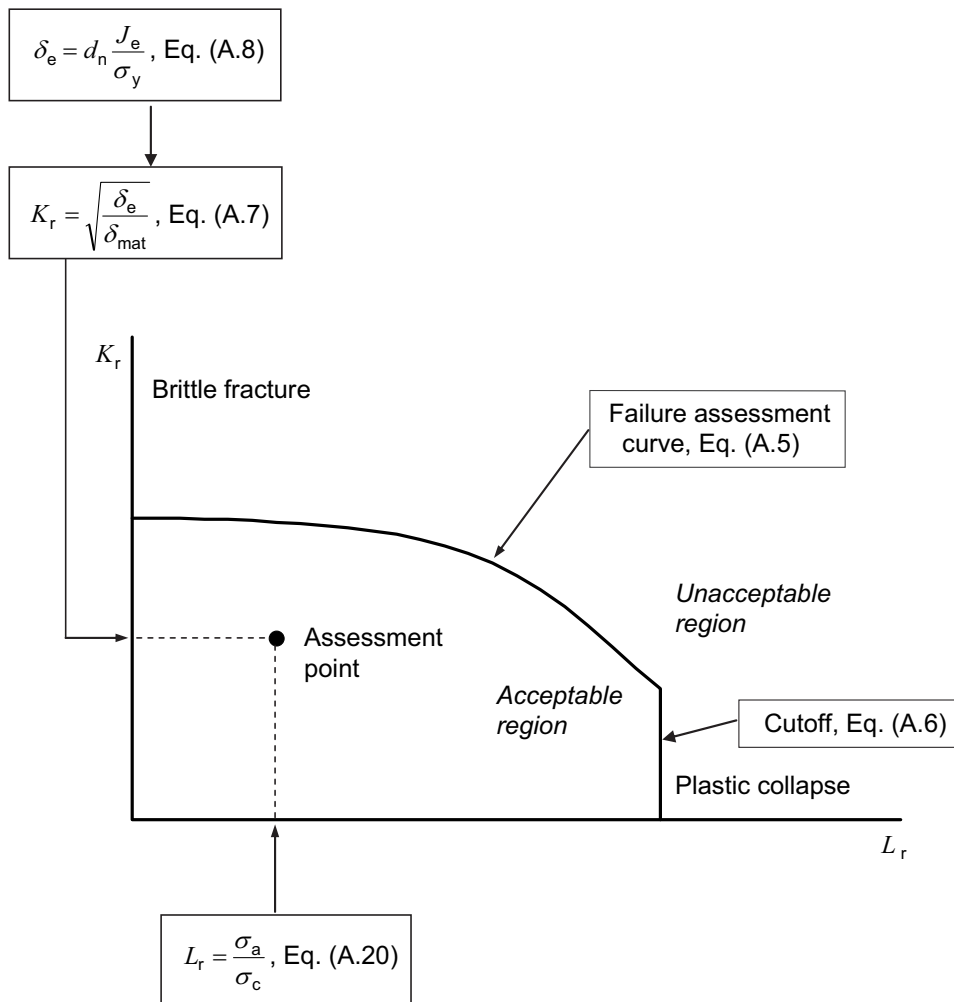 δe = dn Je/σy, Eq. (A.8)
Kr = √(δe/δmat), Eq. (A.7)
Kr
Brittle fracture
Failure assessment
curve, Eq. (A.5)
Unacceptable
region
Assessment
point
Acceptable
region
Cutoff, Eq. (A.6)
Plastic collapse
Lr
Lr = σa/σc, Eq. (A.20)